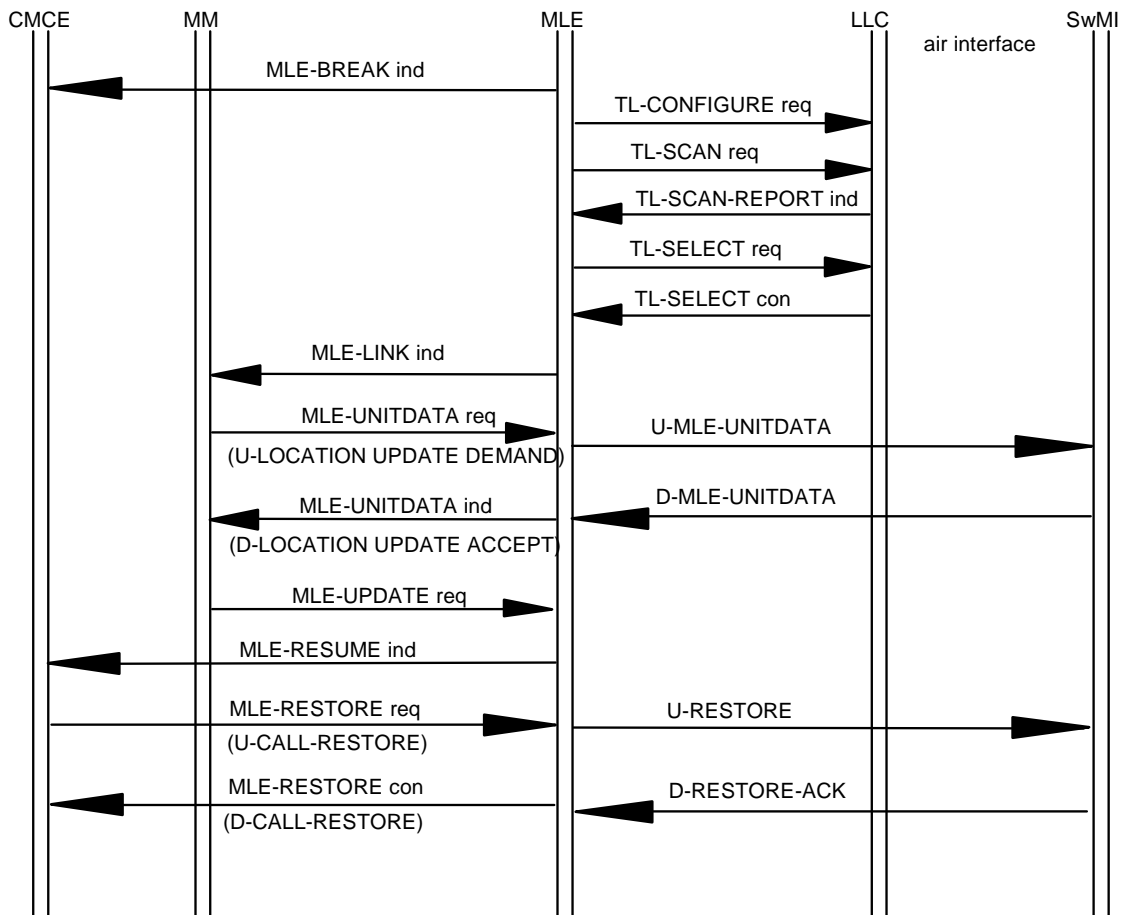 CMCE MM MLE LLC SwMI
air interface
MLE-BREAK ind
TL-CONFIGURE req
TL-SCAN req
TL-SCAN-REPORT ind
TL-SELECT req
TL-SELECT con
MLE-LINK ind
MLE-UNITDATA req
U-MLE-UNITDATA
(U-LOCATION UPDATE DEMAND)
D-MLE-UNITDATA
MLE-UNITDATA ind
(D-LOCATION UPDATE ACCEPT)
MLE-UPDATE req
MLE-RESUME ind
MLE-RESTORE req
U-RESTORE
(U-CALL-RESTORE)
MLE-RESTORE con
D-RESTORE-ACK
(D-CALL-RESTORE)